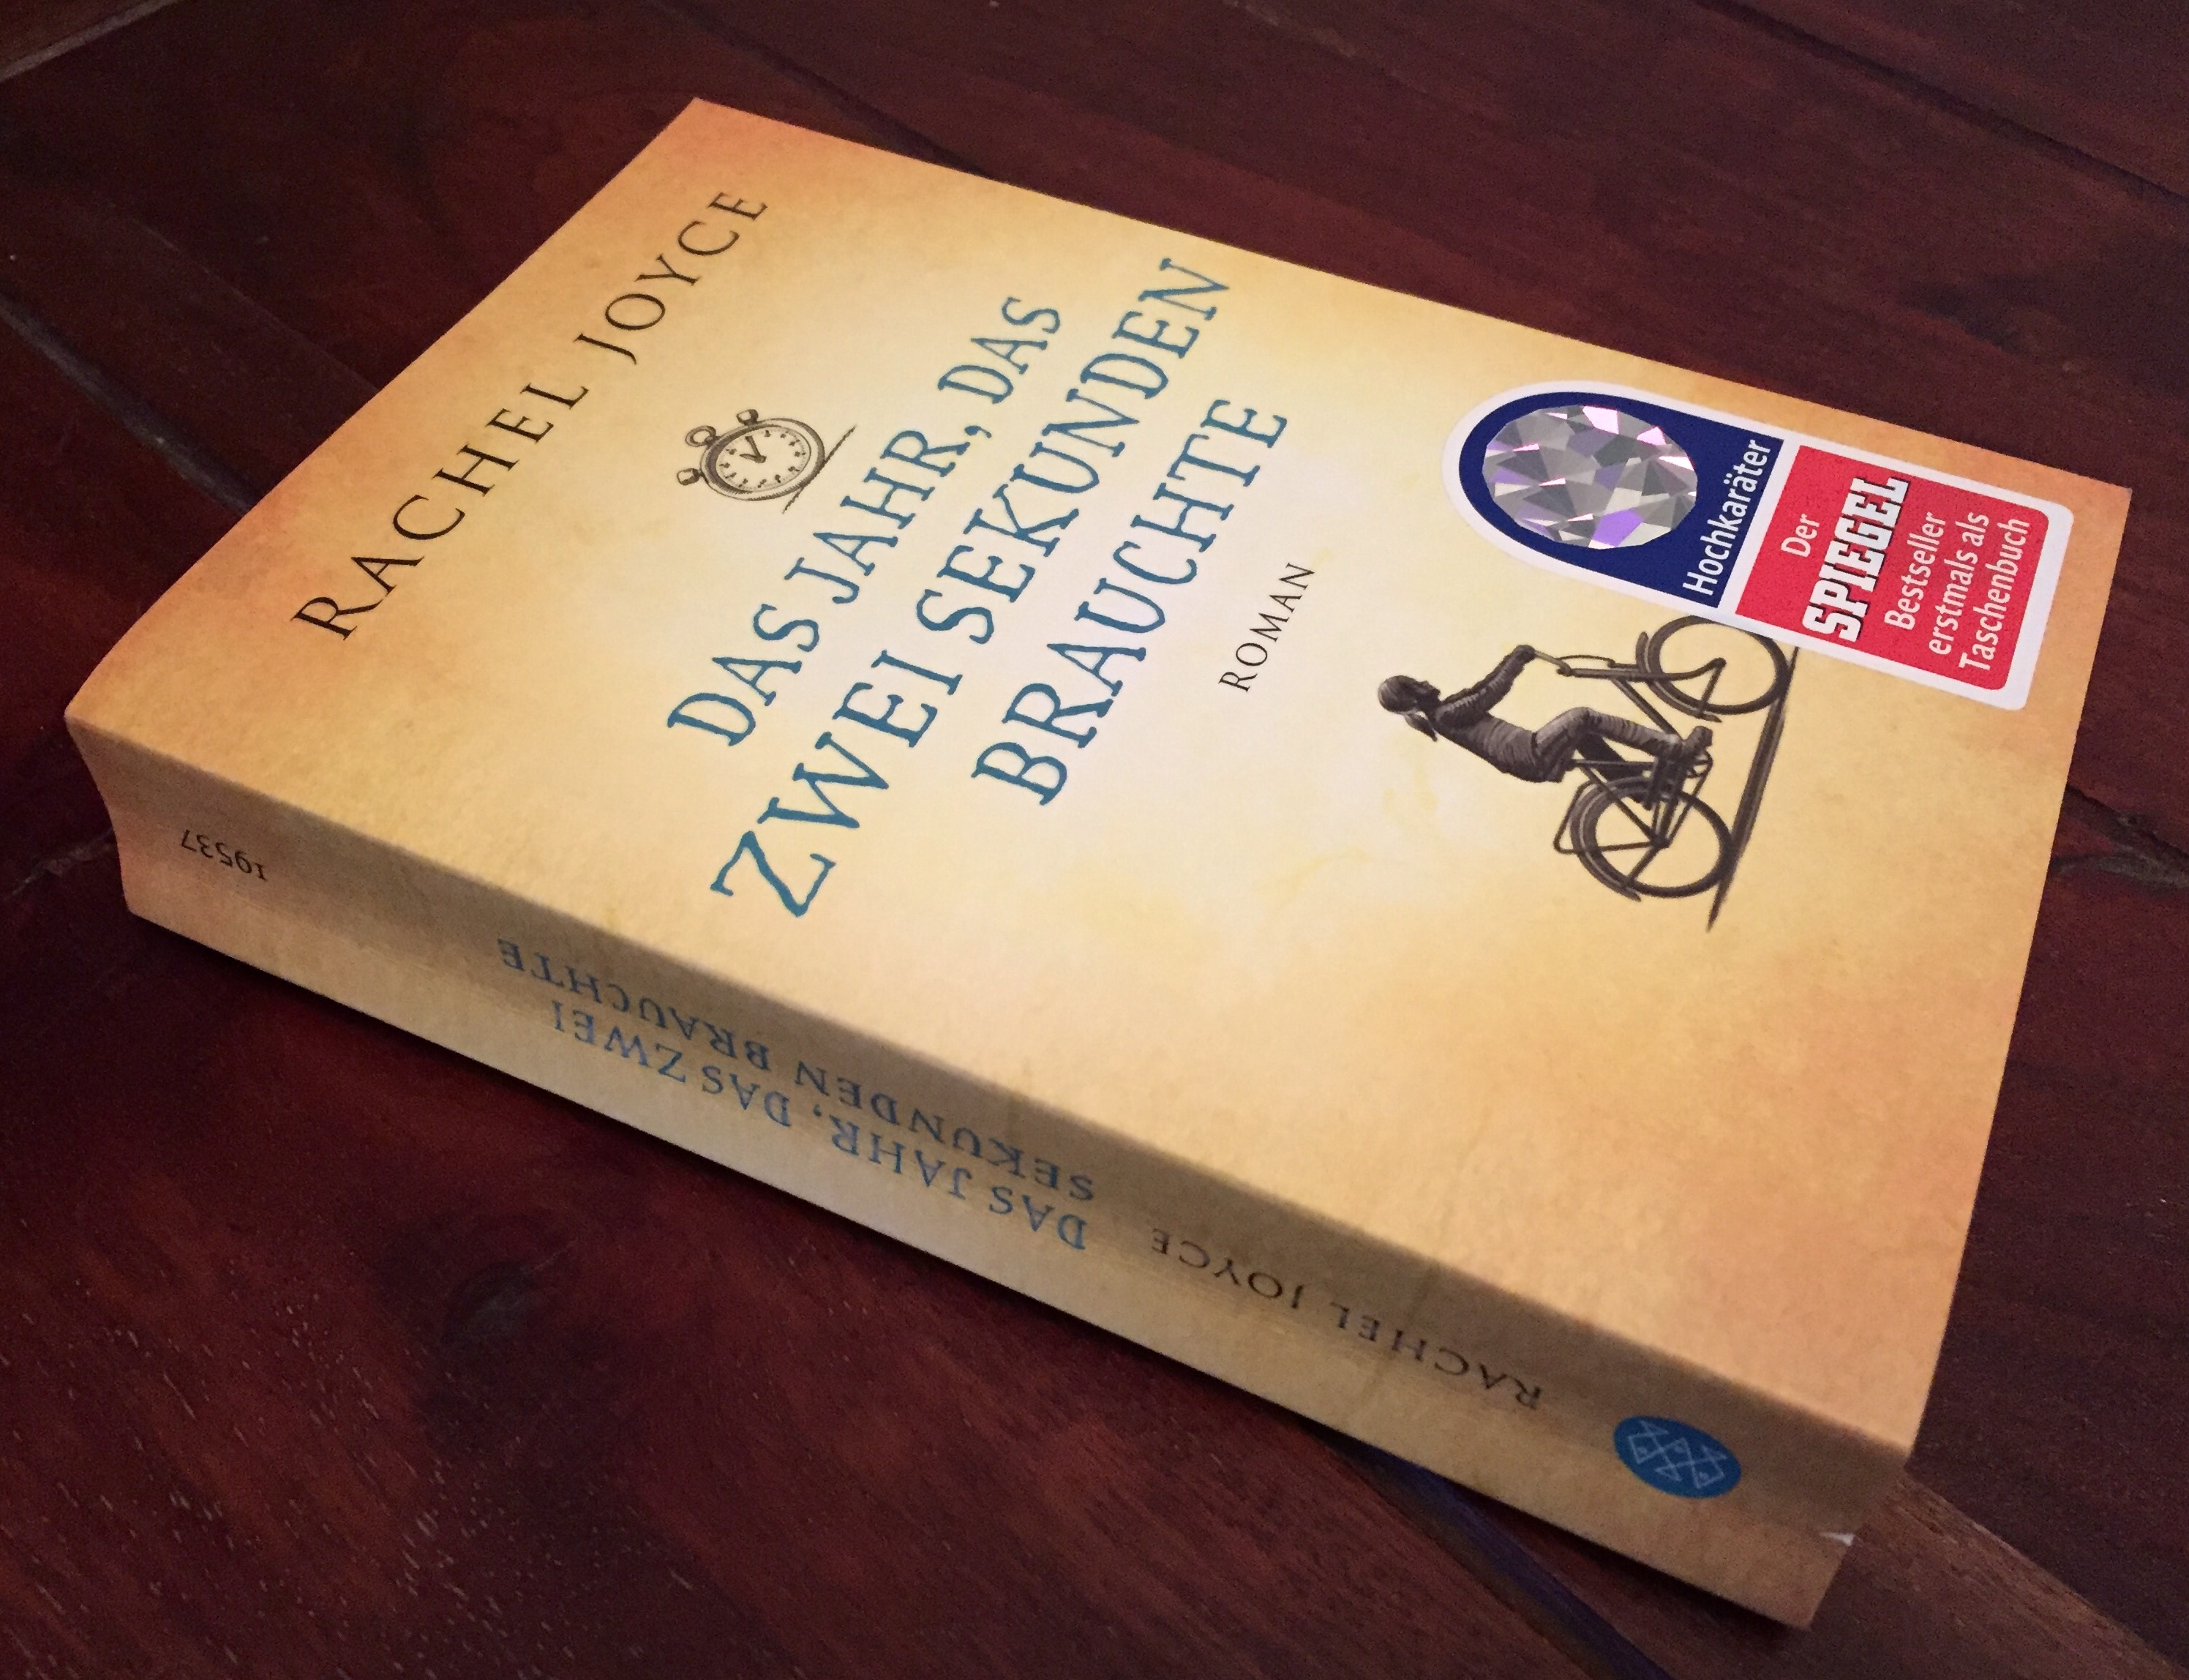 RACHEL JOYCE
DAS JAHR, DAS
ZWEI SEKUNDEN
BRAUCHTE
ROMAN
Hochkaräter
Der
SPIEGEL
Bestseller
erstmals als
Taschenbuch
RACHEL JOYCE
DAS JAHR, DAS ZWEI
SEKUNDEN BRAUCHTE
19537